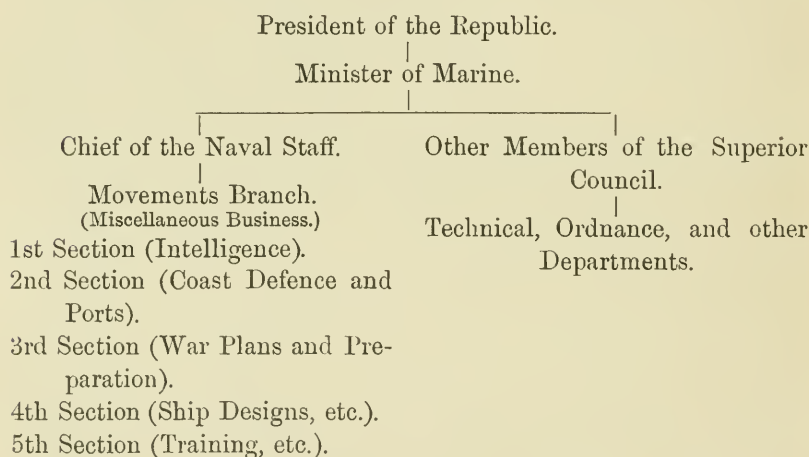 President of the Republic.
Minister of Marine.
Chief of the Naval Staff.
Movements Branch.
(Miscellaneous Business.)
1st Section (Intelligence).
2nd Section (Coast Defence and
Ports).
3rd Section (War Plans and Pre-
paration).
4th Section (Ship Designs, etc.).
5th Section (Training, etc.).
Other Members of the Superior
Council.
Technical, Ordnance, and other
Departments.